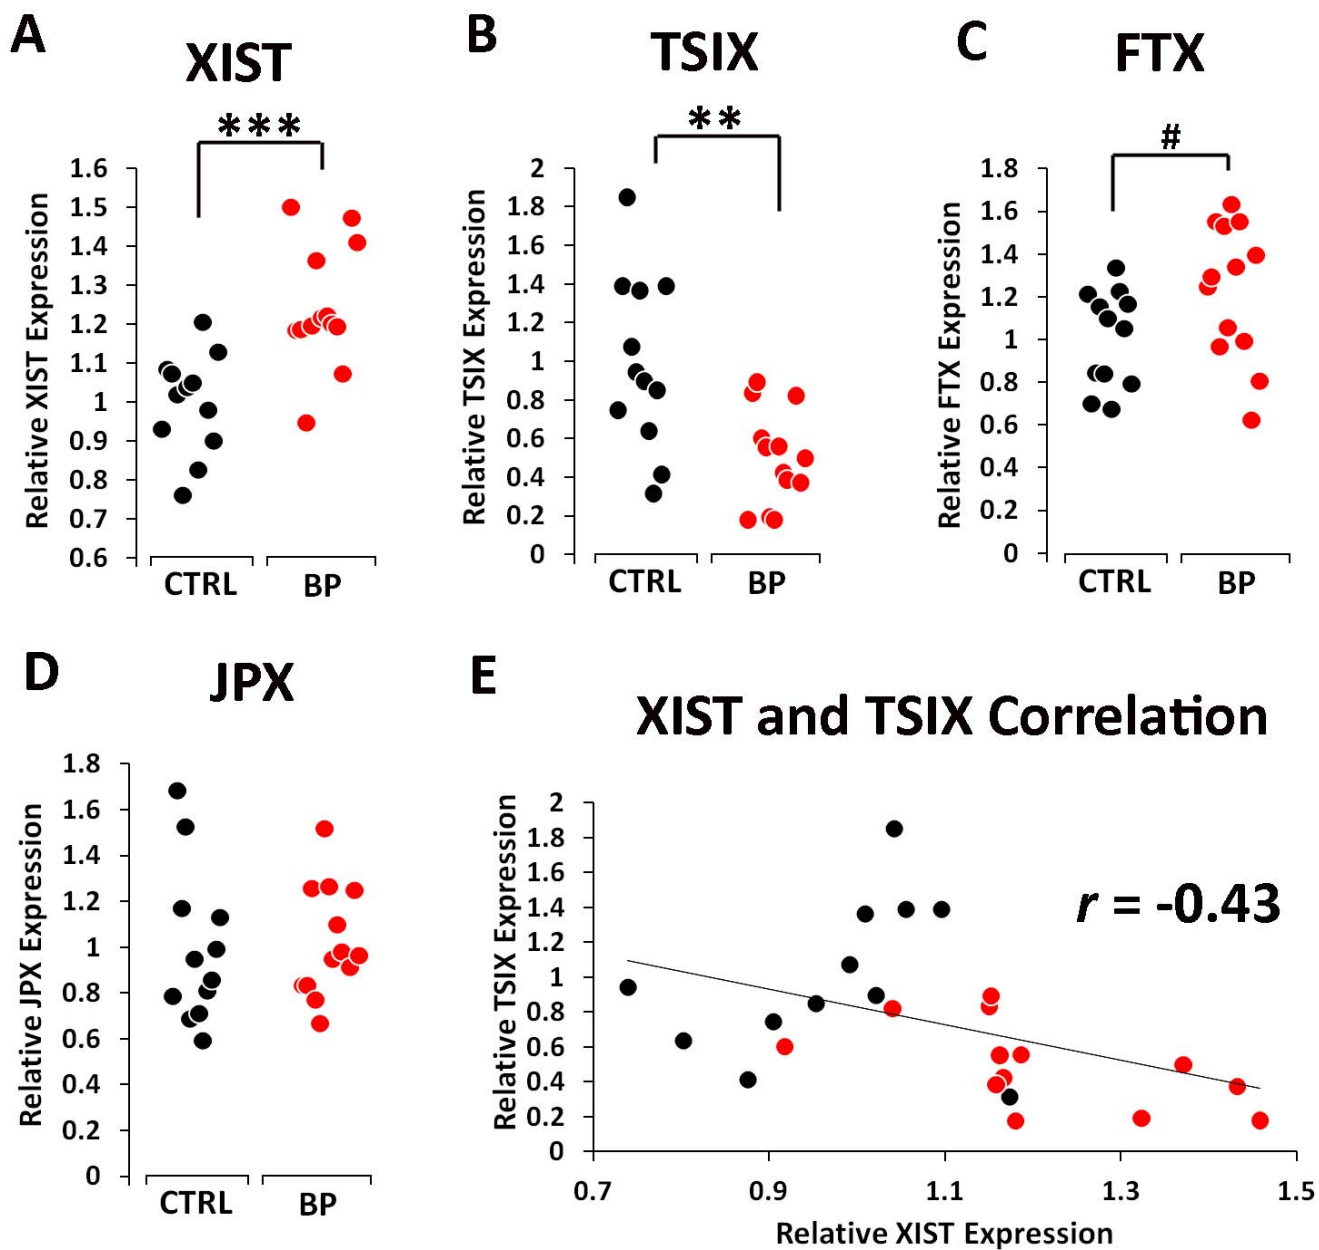 A
XIST
***
Relative XIST Expression
1.6
1.5
1.4
1.3
1.2
1.1
1
0.9
0.8
0.7
0.6
CTRL
BP
B
TSIX
**
Relative TSIX Expression
2
1.8
1.6
1.4
1.2
1
0.8
0.6
0.4
0.2
0
CTRL
BP
C
FTX
#
Relative FTX Expression
1.8
1.6
1.4
1.2
1
0.8
0.6
0.4
0.2
0
CTRL
BP
D
JPX
Relative JPX Expression
1.8
1.6
1.4
1.2
1
0.8
0.6
0.4
0.2
0
CTRL
BP
E
XIST and TSIX Correlation
Relative TSIX Expression
2
1.8
1.6
1.4
1.2
1
0.8
0.6
0.4
0.2
0
r = -0.43
0.7 0.9 1.1 1.3 1.5
Relative XIST Expression